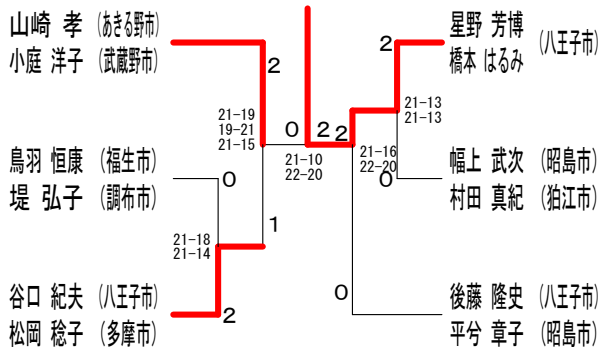 山崎 孝 (あきる野市)
小庭 洋子 (武蔵野市)
2
21-19
19-21
21-15
0
鳥羽 恒康 (福生市)
堤 弘子 (調布市)
0
1
21-18
21-14
谷口 紀夫 (八王子市)
松岡 稔子 (多摩市)
2
2
2
21-10
22-20
星野 芳博
橋本 はるみ
(八王子市)
2
21-13
21-13
21-16
22-20
0
幅上 武次 (昭島市)
村田 真紀 (狛江市)
0
後藤 隆史 (八王子市)
平兮 章子 (昭島市)